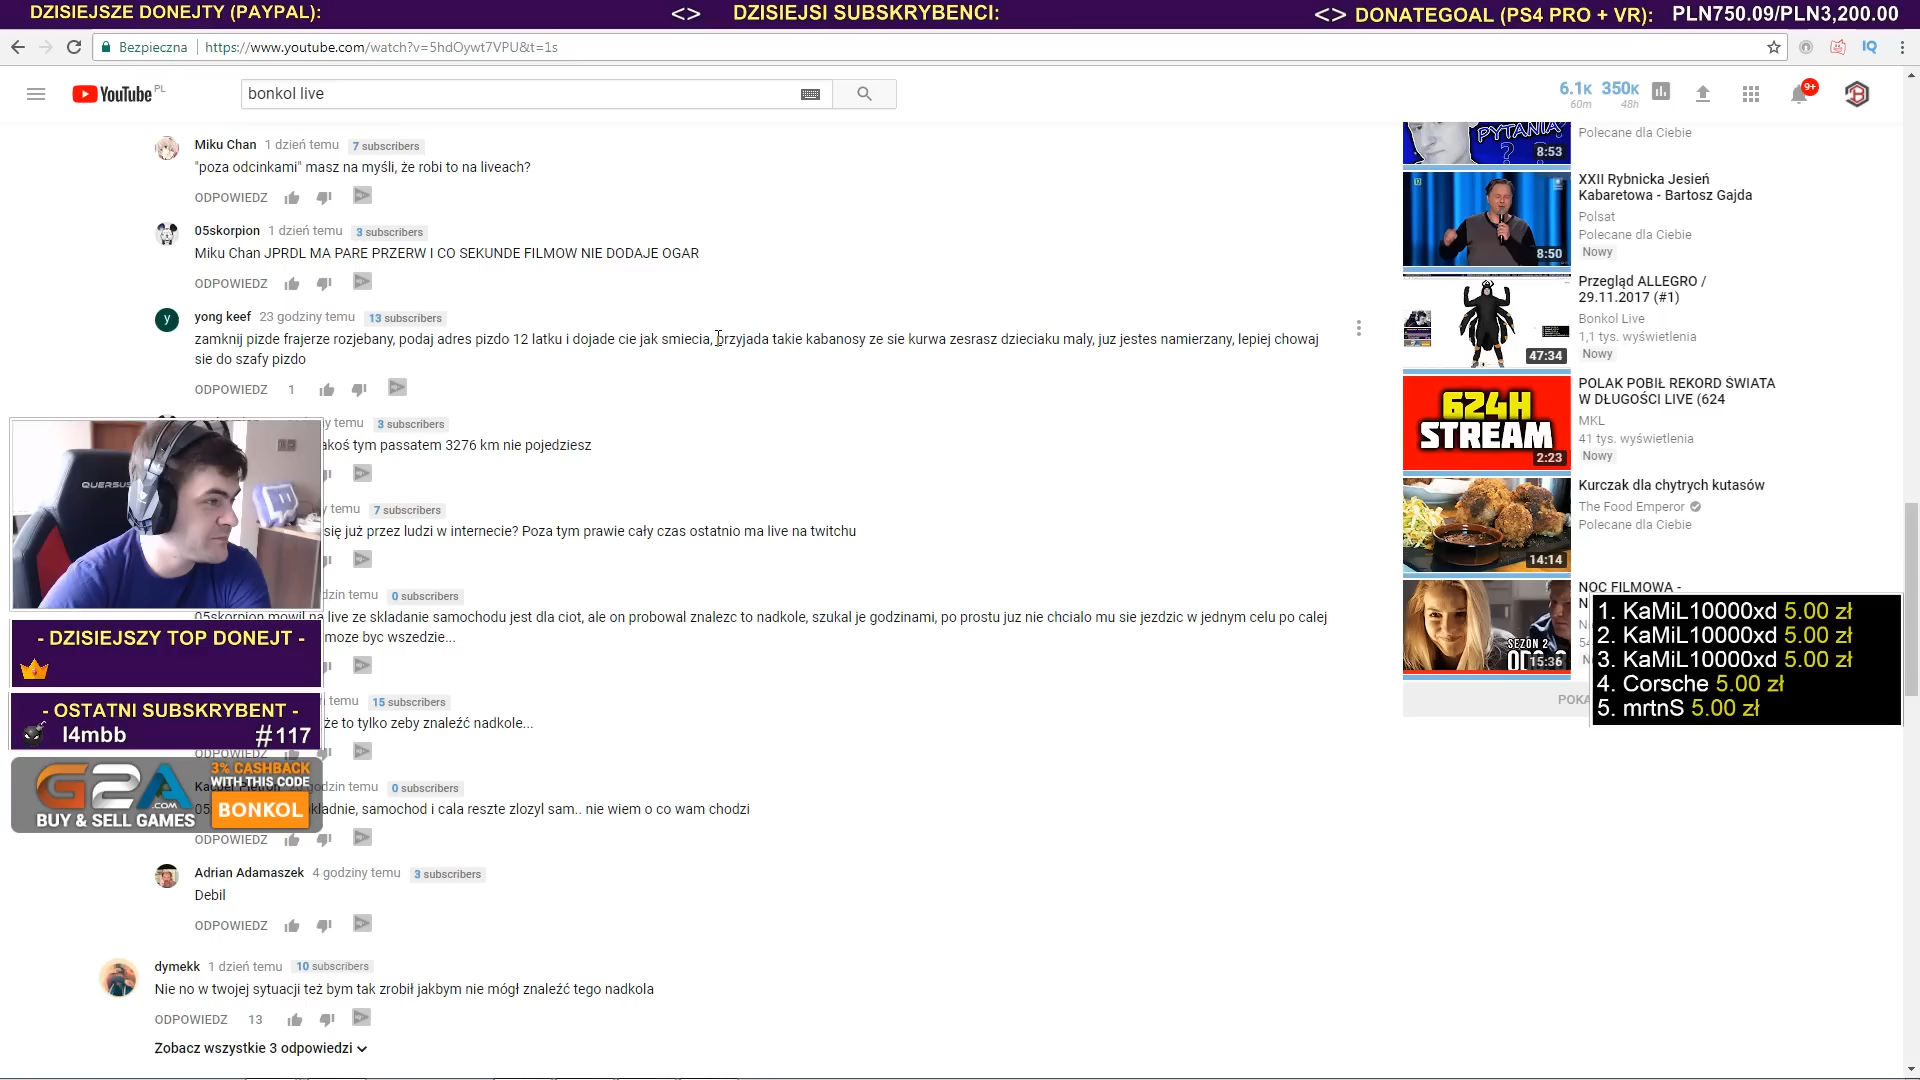 DZISIEJSZE DONEJTY (PAYPAL):
<> DZISIEJSI SUBSKRYBENCI:
<> DONATEGOAL (PS4 PRO + VR): PLN750.09/PLN3,200.00
Bezpieczna https://www.youtube.com/watch?v=5hdOywt7VPU&t=1s
IQ
YouTube PL
bonkol live
6.1K 350K
60m 48h
9+
Miku Chan 1 dzień temu 7 subscribers
"poza odcinkami" masz na myśli, że robi to na liveach?
ODPOWIEDZ
05skorpion 1 dzień temu 3 subscribers
Miku Chan JPRDL MA PARE PRZERW I CO SEKUNDE FILMOW NIE DODAJE OGAR
ODPOWIEDZ
y
yong keef 23 godziny temu 13 subscribers
zamknij pizde frajerze rozjebany, podaj adres pizdo 12 latku i dojade cie jak smiecia, przyjada takie kabanosy ze sie kurwa zesrasz dzieciaku maly, juz jestes namierzany, lepiej chowaj
sie do szafy pizdo
ODPOWIEDZ 1
y temu 3 subscribers
akoś tym passatem 3276 km nie pojedziesz
y temu 7 subscribers
się już przez ludzi w internecie? Poza tym prawie cały czas ostatnio ma live na twitchu
dzin temu 0 subscribers
05skorpion mowil na live ze skladanie samochodu jest dla ciot, ale on probowal znalezc to nadkole, szukal je godzinami, po prostu juz nie chcialo mu sie jezdzic w jednym celu po calej
moze byc wszedzie...
temu 15 subscribers
że to tylko zeby znaleźć nadkole...
ODPOWIEDZ
Kacper Pietron 20 godzin temu 0 subscribers
05 kladnie, samochod i cala reszte zlozyl sam.. nie wiem o co wam chodzi
ODPOWIEDZ
Adrian Adamaszek 4 godziny temu 3 subscribers
Debil
ODPOWIEDZ
dymekk 1 dzień temu 10 subscribers
Nie no w twojej sytuacji też bym tak zrobił jakbym nie mógł znaleźć tego nadkola
ODPOWIEDZ 13
Zobacz wszystkie 3 odpowiedzi
QUERSUS
- DZISIEJSZY TOP DONEJT -
- OSTATNI SUBSKRYBENT -
l4mbb #117
G2A.COM
BUY & SELL GAMES
3% CASHBACK
WITH THIS CODE
BONKOL
PYTANIA
? ?
8:53
Polecane dla Ciebie
8:50
XXII Rybnicka Jesień
Kabaretowa - Bartosz Gajda
Polsat
Polecane dla Ciebie
Nowy
47:34
Przegląd ALLEGRO /
29.11.2017 (#1)
Bonkol Live
1,1 tys. wyświetlenia
Nowy
624H
STREAM
2:23
POLAK POBIŁ REKORD ŚWIATA
W DŁUGOŚCI LIVE (624
MKL
41 tys. wyświetlenia
Nowy
14:14
Kurczak dla chytrych kutasów
The Food Emperor
Polecane dla Ciebie
SEZON 2
15:36
NOC FILMOWA -
POKA
1. KaMiL10000xd 5.00 zł
2. KaMiL10000xd 5.00 zł
3. KaMiL10000xd 5.00 zł
4. Corsche 5.00 zł
5. mrtnS 5.00 zł